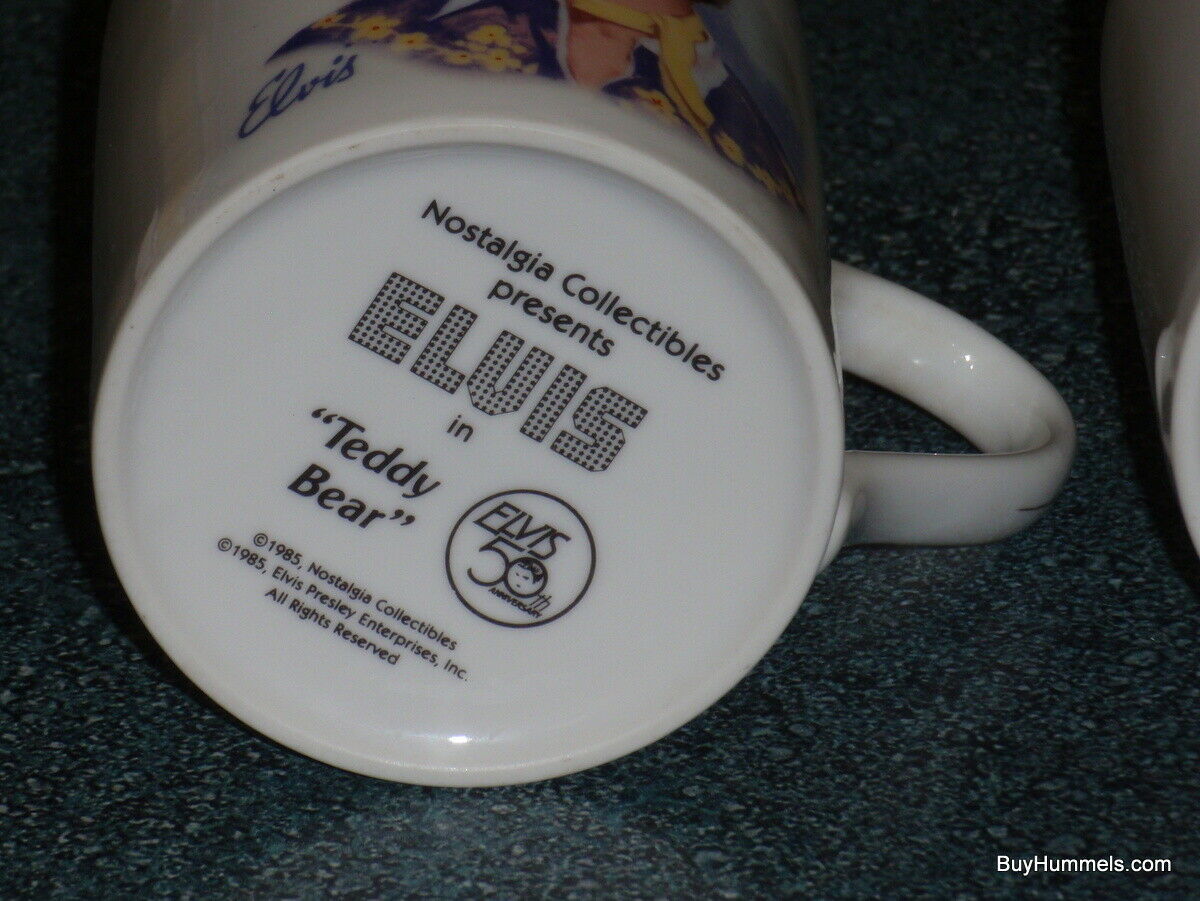 Elvis
Nostalgia Collectibles
presents
ELVIS
in
“Teddy
Bear”
ELVIS
50th
ANNIVERSARY
©1985, Nostalgia Collectibles
©1985, Elvis Presley Enterprises, Inc.
All Rights Reserved
BuyHummels.com